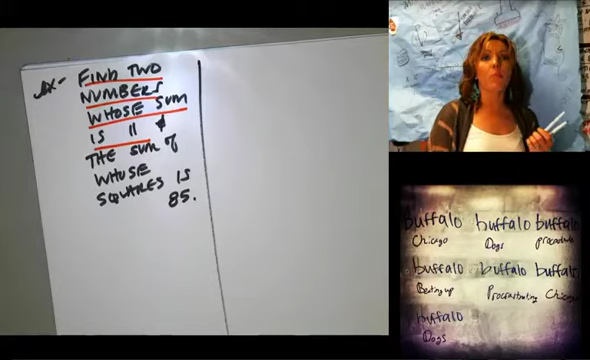 ex- FIND TWO
NUMBERS
WHOSE SUM
IS 11 &
THE SUM of
WHOSE
SQUARES IS
85.
buffalo buffalo buffalo
Chicago Dogs
buffalo buffalo buffalo
Beating up Procrastinating Chicago
buffalo
Dogs